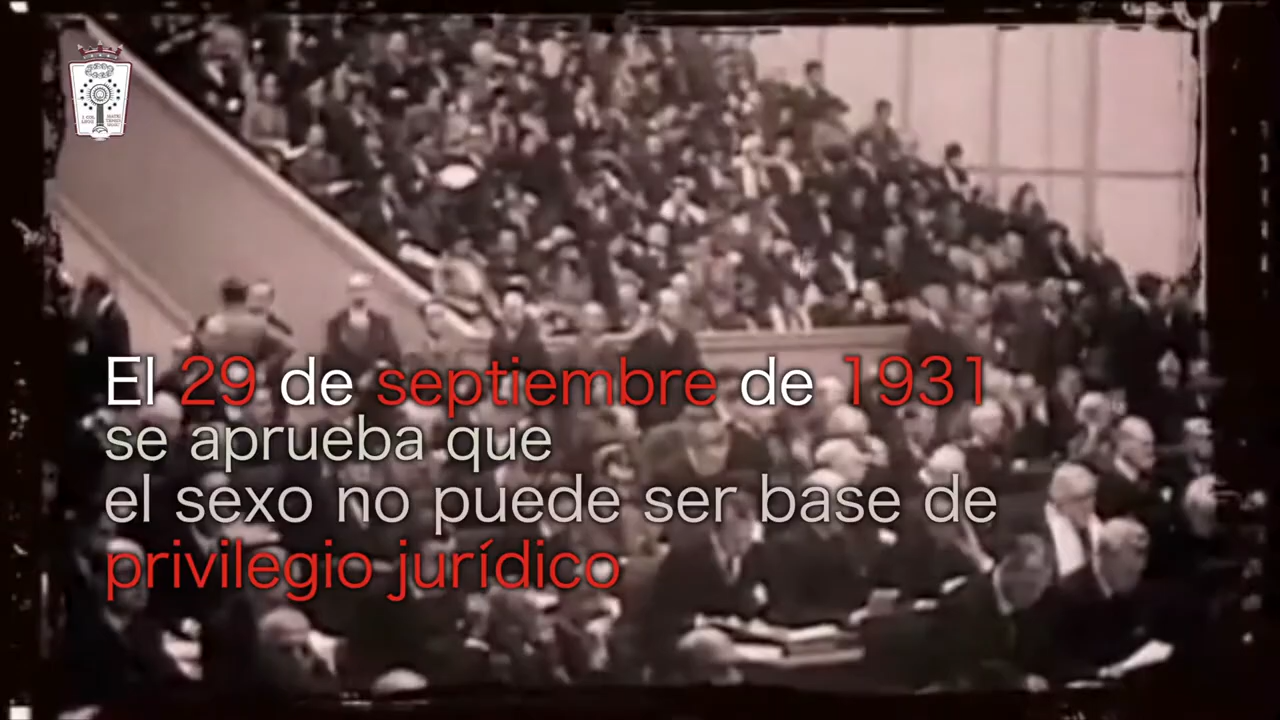 El 29 de septiembre de 1931
se aprueba que
el sexo no puede ser base de
privilegio jurídico